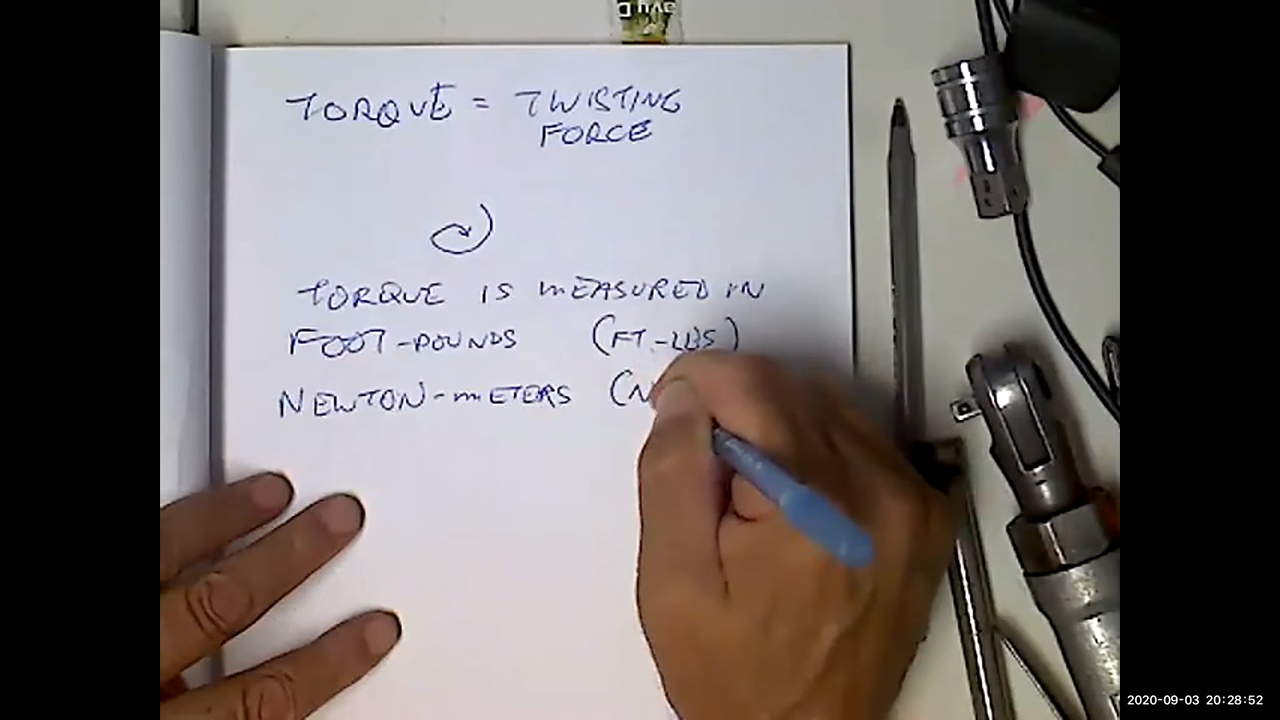 TORQUE = TWISTING
FORCE
TORQUE IS MEASURED IN
FOOT-POUNDS (FT.-LBS)
NEWTON-METERS (N
2020-09-03 20:28:52